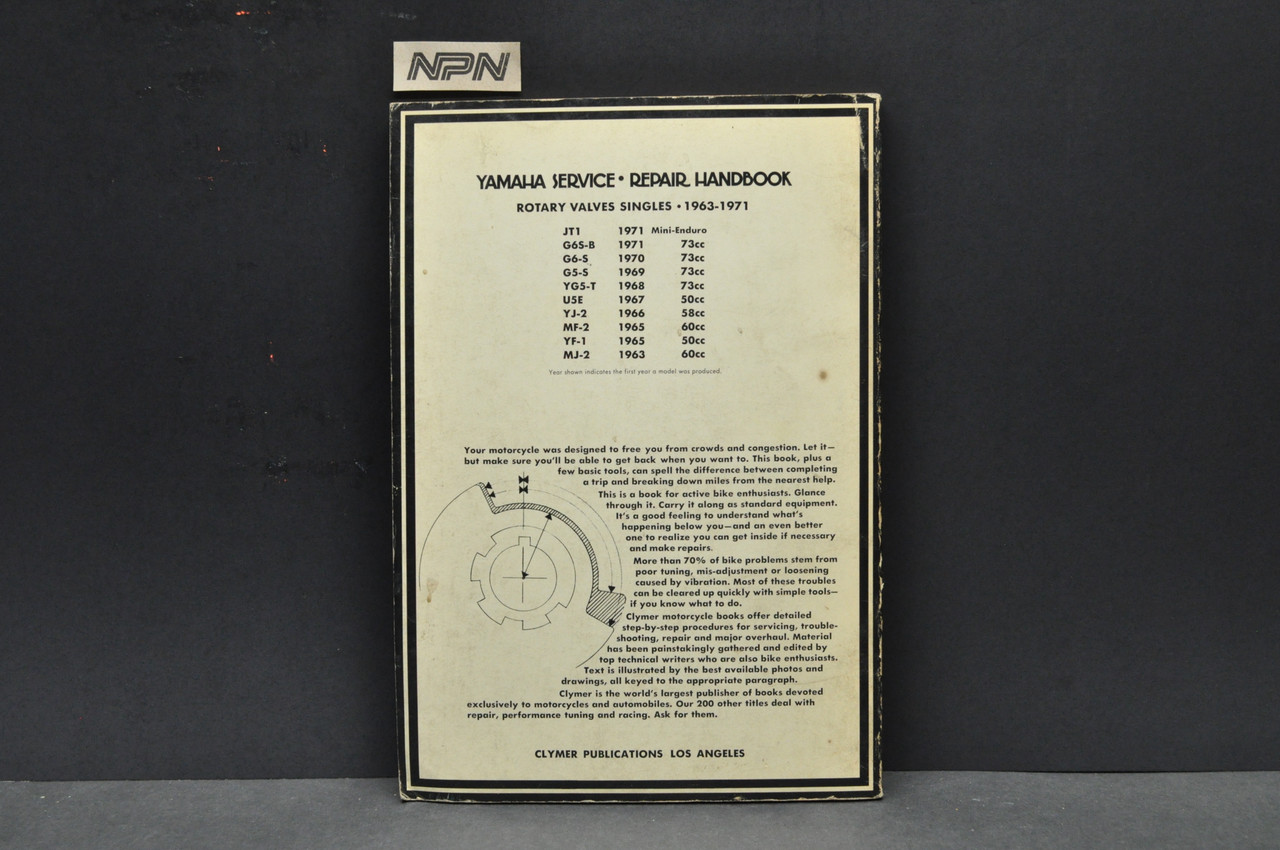 NPN
YAMAHA SERVICE • REPAIR HANDBOOK
ROTARY VALVES SINGLES • 1963-1971
JT1 1971 Mini-Enduro
G6S-B 1971 73cc
G6-S 1970 73cc
G5-S 1969 73cc
YG5-T 1968 73cc
U5E 1967 50cc
YJ-2 1966 58cc
MF-2 1965 60cc
YF-1 1965 50cc
MJ-2 1963 60cc
Year shown indicates the first year a model was produced.
Your motorcycle was designed to free you from crowds and congestion. Let it—
but make sure you'll be able to get back when you want to. This book, plus a
few basic tools, can spell the difference between completing
a trip and breaking down miles from the nearest help.
This is a book for active bike enthusiasts. Glance
through it. Carry it along as standard equipment.
It's a good feeling to understand what's
happening below you—and an even better
one to realize you can get inside if necessary
and make repairs.
More than 70% of bike problems stem from
poor tuning, mis-adjustment or loosening
caused by vibration. Most of these troubles
can be cleared up quickly with simple tools—
if you know what to do.
Clymer motorcycle books offer detailed
step-by-step procedures for servicing, trouble-
shooting, repair and major overhaul. Material
has been painstakingly gathered and edited by
top technical writers who are also bike enthusiasts.
Text is illustrated by the best available photos and
drawings, all keyed to the appropriate paragraph.
Clymer is the world's largest publisher of books devoted
exclusively to motorcycles and automobiles. Our 200 other titles deal with
repair, performance tuning and racing. Ask for them.
CLYMER PUBLICATIONS LOS ANGELES